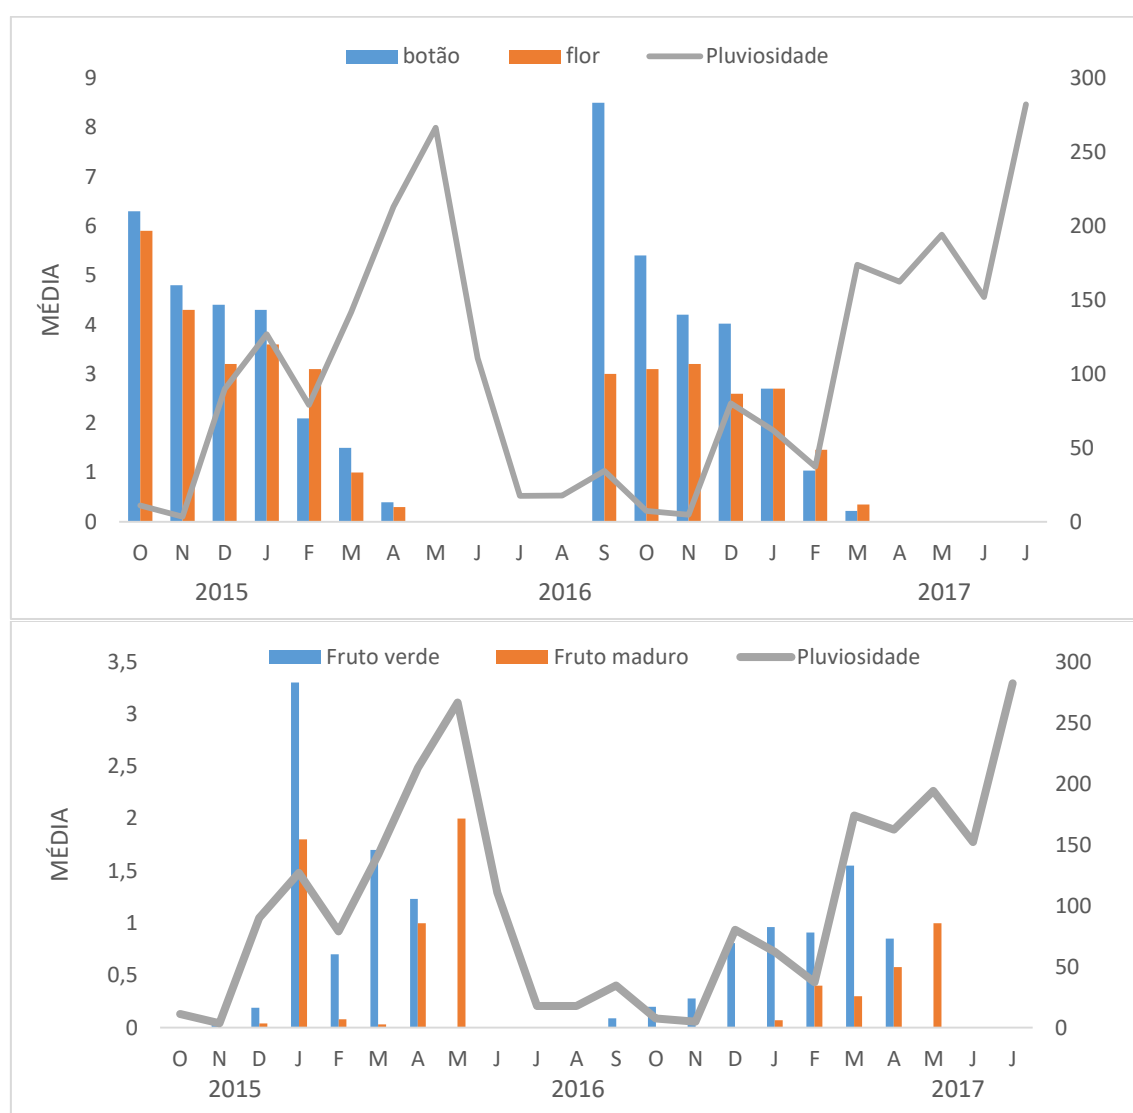 botão flor Pluviosidade
9 300
8 250
7
6 200
5 150
4
3 100
2 50
1
0 0
MÉDIA
O N D J F M A M J J A S O N D J F M A M J J
2015 2016 2017
Fruto verde Fruto maduro Pluviosidade
3,5 300
3 250
2,5 200
2 150
1,5
1 100
0,5 50
0 0
MÉDIA
O N D J F M A M J J A S O N D J F M A M J J
2015 2016 2017